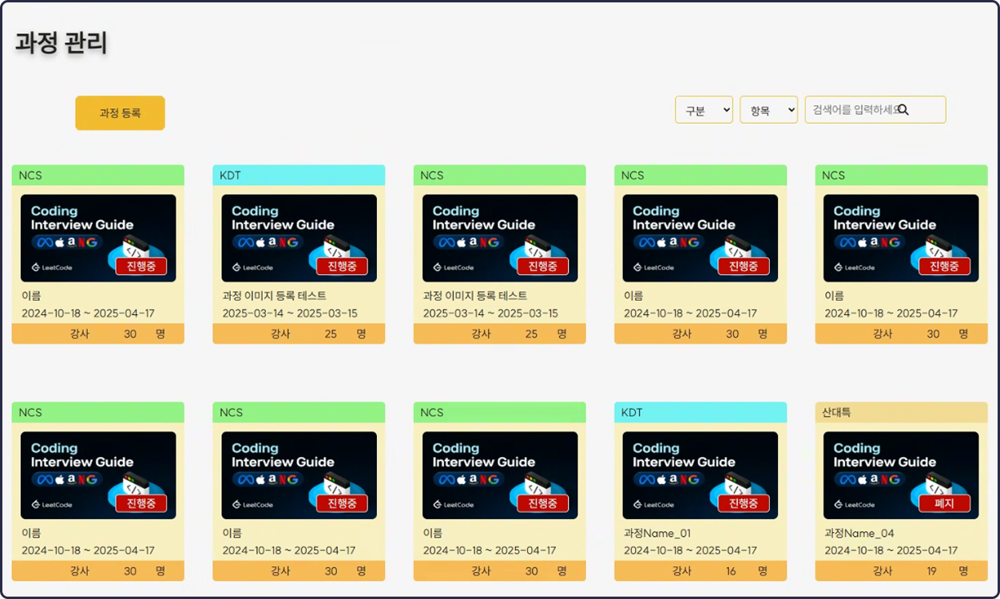 과정 관리
과정 등록
구분
항목
검색어를 입력하세요
NCS
Coding
Interview Guide
a N G
LeetCode
진행중
이름
2024-10-18 ~ 2025-04-17
강사 30 명
KDT
Coding
Interview Guide
a N G
LeetCode
진행중
과정 이미지 등록 테스트
2025-03-14 ~ 2025-03-15
강사 25 명
NCS
Coding
Interview Guide
a N G
LeetCode
진행중
과정 이미지 등록 테스트
2025-03-14 ~ 2025-03-15
강사 25 명
NCS
Coding
Interview Guide
a N G
LeetCode
진행중
이름
2024-10-18 ~ 2025-04-17
강사 30 명
NCS
Coding
Interview Guide
a N G
LeetCode
진행중
이름
2024-10-18 ~ 2025-04-17
강사 30 명
NCS
Coding
Interview Guide
a N G
LeetCode
진행중
이름
2024-10-18 ~ 2025-04-17
강사 30 명
NCS
Coding
Interview Guide
a N G
LeetCode
진행중
이름
2024-10-18 ~ 2025-04-17
강사 30 명
NCS
Coding
Interview Guide
a N G
LeetCode
진행중
이름
2024-10-18 ~ 2025-04-17
강사 30 명
KDT
Coding
Interview Guide
a N G
LeetCode
진행중
과정Name_01
2024-10-18 ~ 2025-04-17
강사 16 명
산대특
Coding
Interview Guide
a N G
LeetCode
폐지
과정Name_04
2024-10-18 ~ 2025-04-17
강사 19 명